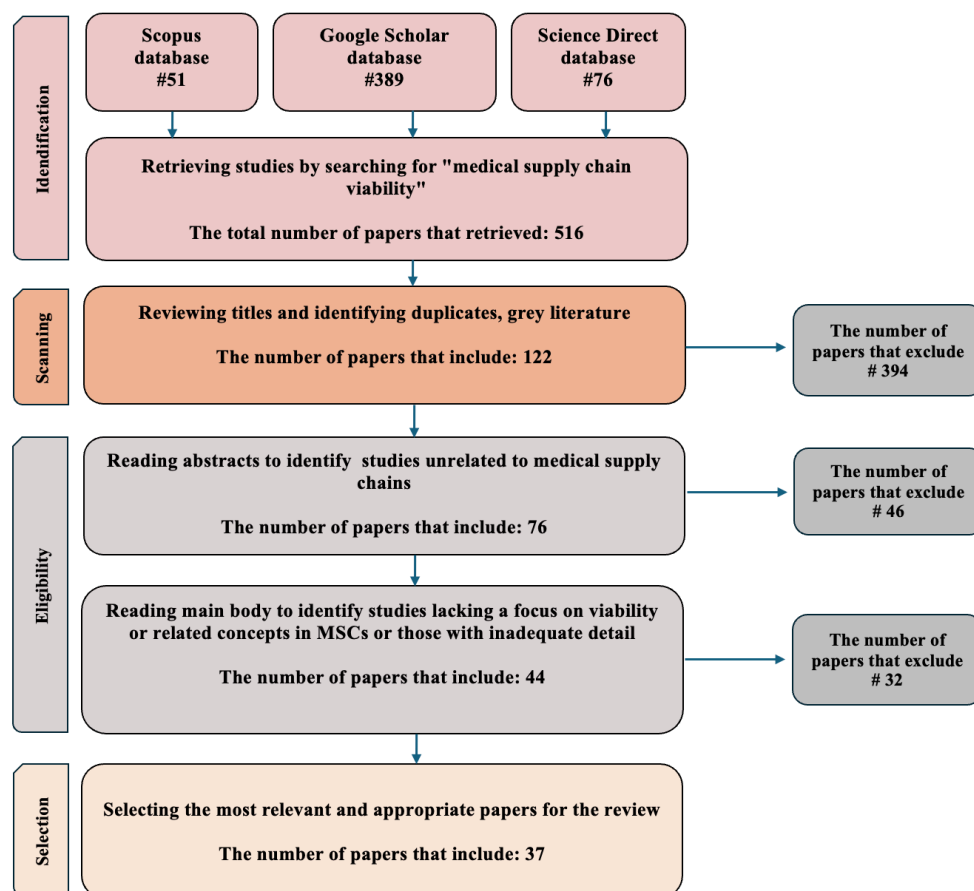 Idendification
Scopus
database
#51
Google Scholar
database
#389
Science Direct
database
#76
Retrieving studies by searching for "medical supply chain
viability"
The total number of papers that retrieved: 516
Scanning
Reviewing titles and identifying duplicates, grey literature
The number of papers that include: 122
The number of
papers that exclude
# 394
Eligibility
Reading abstracts to identify studies unrelated to medical supply
chains
The number of papers that include: 76
The number of
papers that exclude
# 46
Reading main body to identify studies lacking a focus on viability
or related concepts in MSCs or those with inadequate detail
The number of papers that include: 44
The number of
papers that exclude
# 32
Selection
Selecting the most relevant and appropriate papers for the review
The number of papers that include: 37